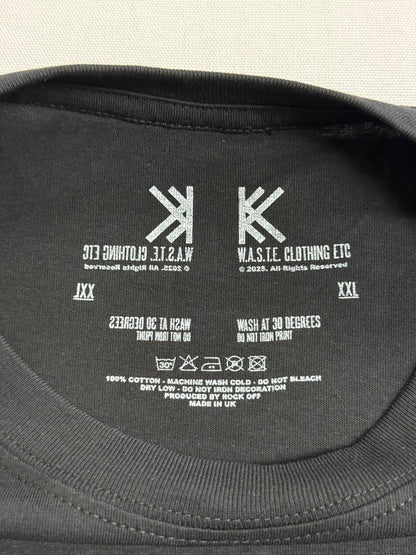 W.A.S.T.E. CLOTHING ETC
© 2025. All Rights Reserved
XXL
WASH AT 30 DEGREES
DO NOT IRON PRINT
W.A.S.T.E. CLOTHING ETC
© 2025. All Rights Reserved
XXL
WASH AT 30 DEGREES
DO NOT IRON PRINT
30°
100% COTTON - MACHINE WASH COLD - DO NOT BLEACH
DRY LOW - DO NOT IRON DECORATION
PRODUCED BY ROCK OFF
MADE IN UK